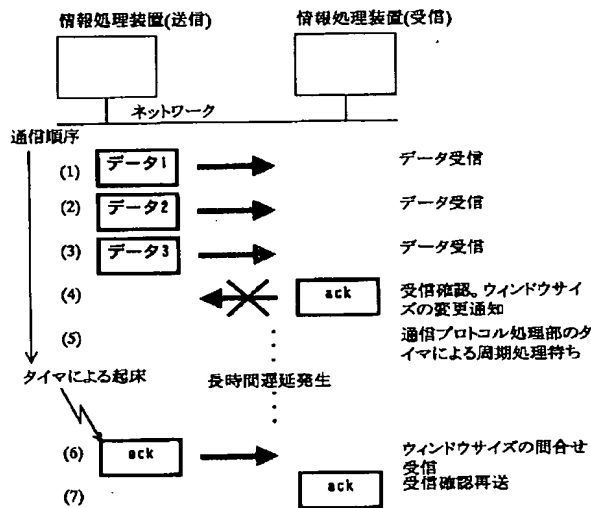 情報処理装置(送信)
情報処理装置(受信)
ネットワーク
通信順序
(1) データ1 データ受信
(2) データ2 データ受信
(3) データ3 データ受信
(4) ack 受信確認。ウィンドウサイ
ズの変更通知
(5) 通信プロトコル処理部のタ
イマによる周期処理待ち
タイマによる起床
長時間遅延発生
(6) ack ウィンドウサイズの問合せ
受信
(7) ack 受信確認再送